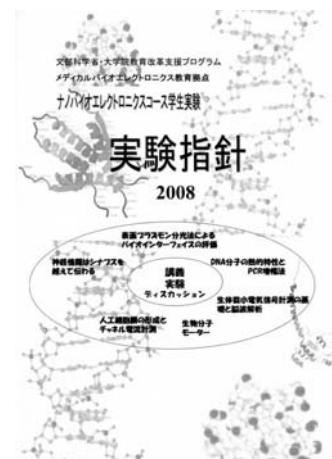 文部科学省・大学院教育改革支援プログラム
メディカルバイオエレクトロニクス教育拠点
ナノバイオエレクトロニクスコース学生実験
実験指針
2008
表面プラズモン分光法による
バイオインターフェイスの評価
神経情報はシナプスを
越えて伝わる
DNA分子の熱的特性と
PCR増幅法
講義
実験
ディスカッション
生体微小電気信号計測の基
礎と脳波解析
人工細胞膜の形成と
チャネル電流計測
生物分子
モーター